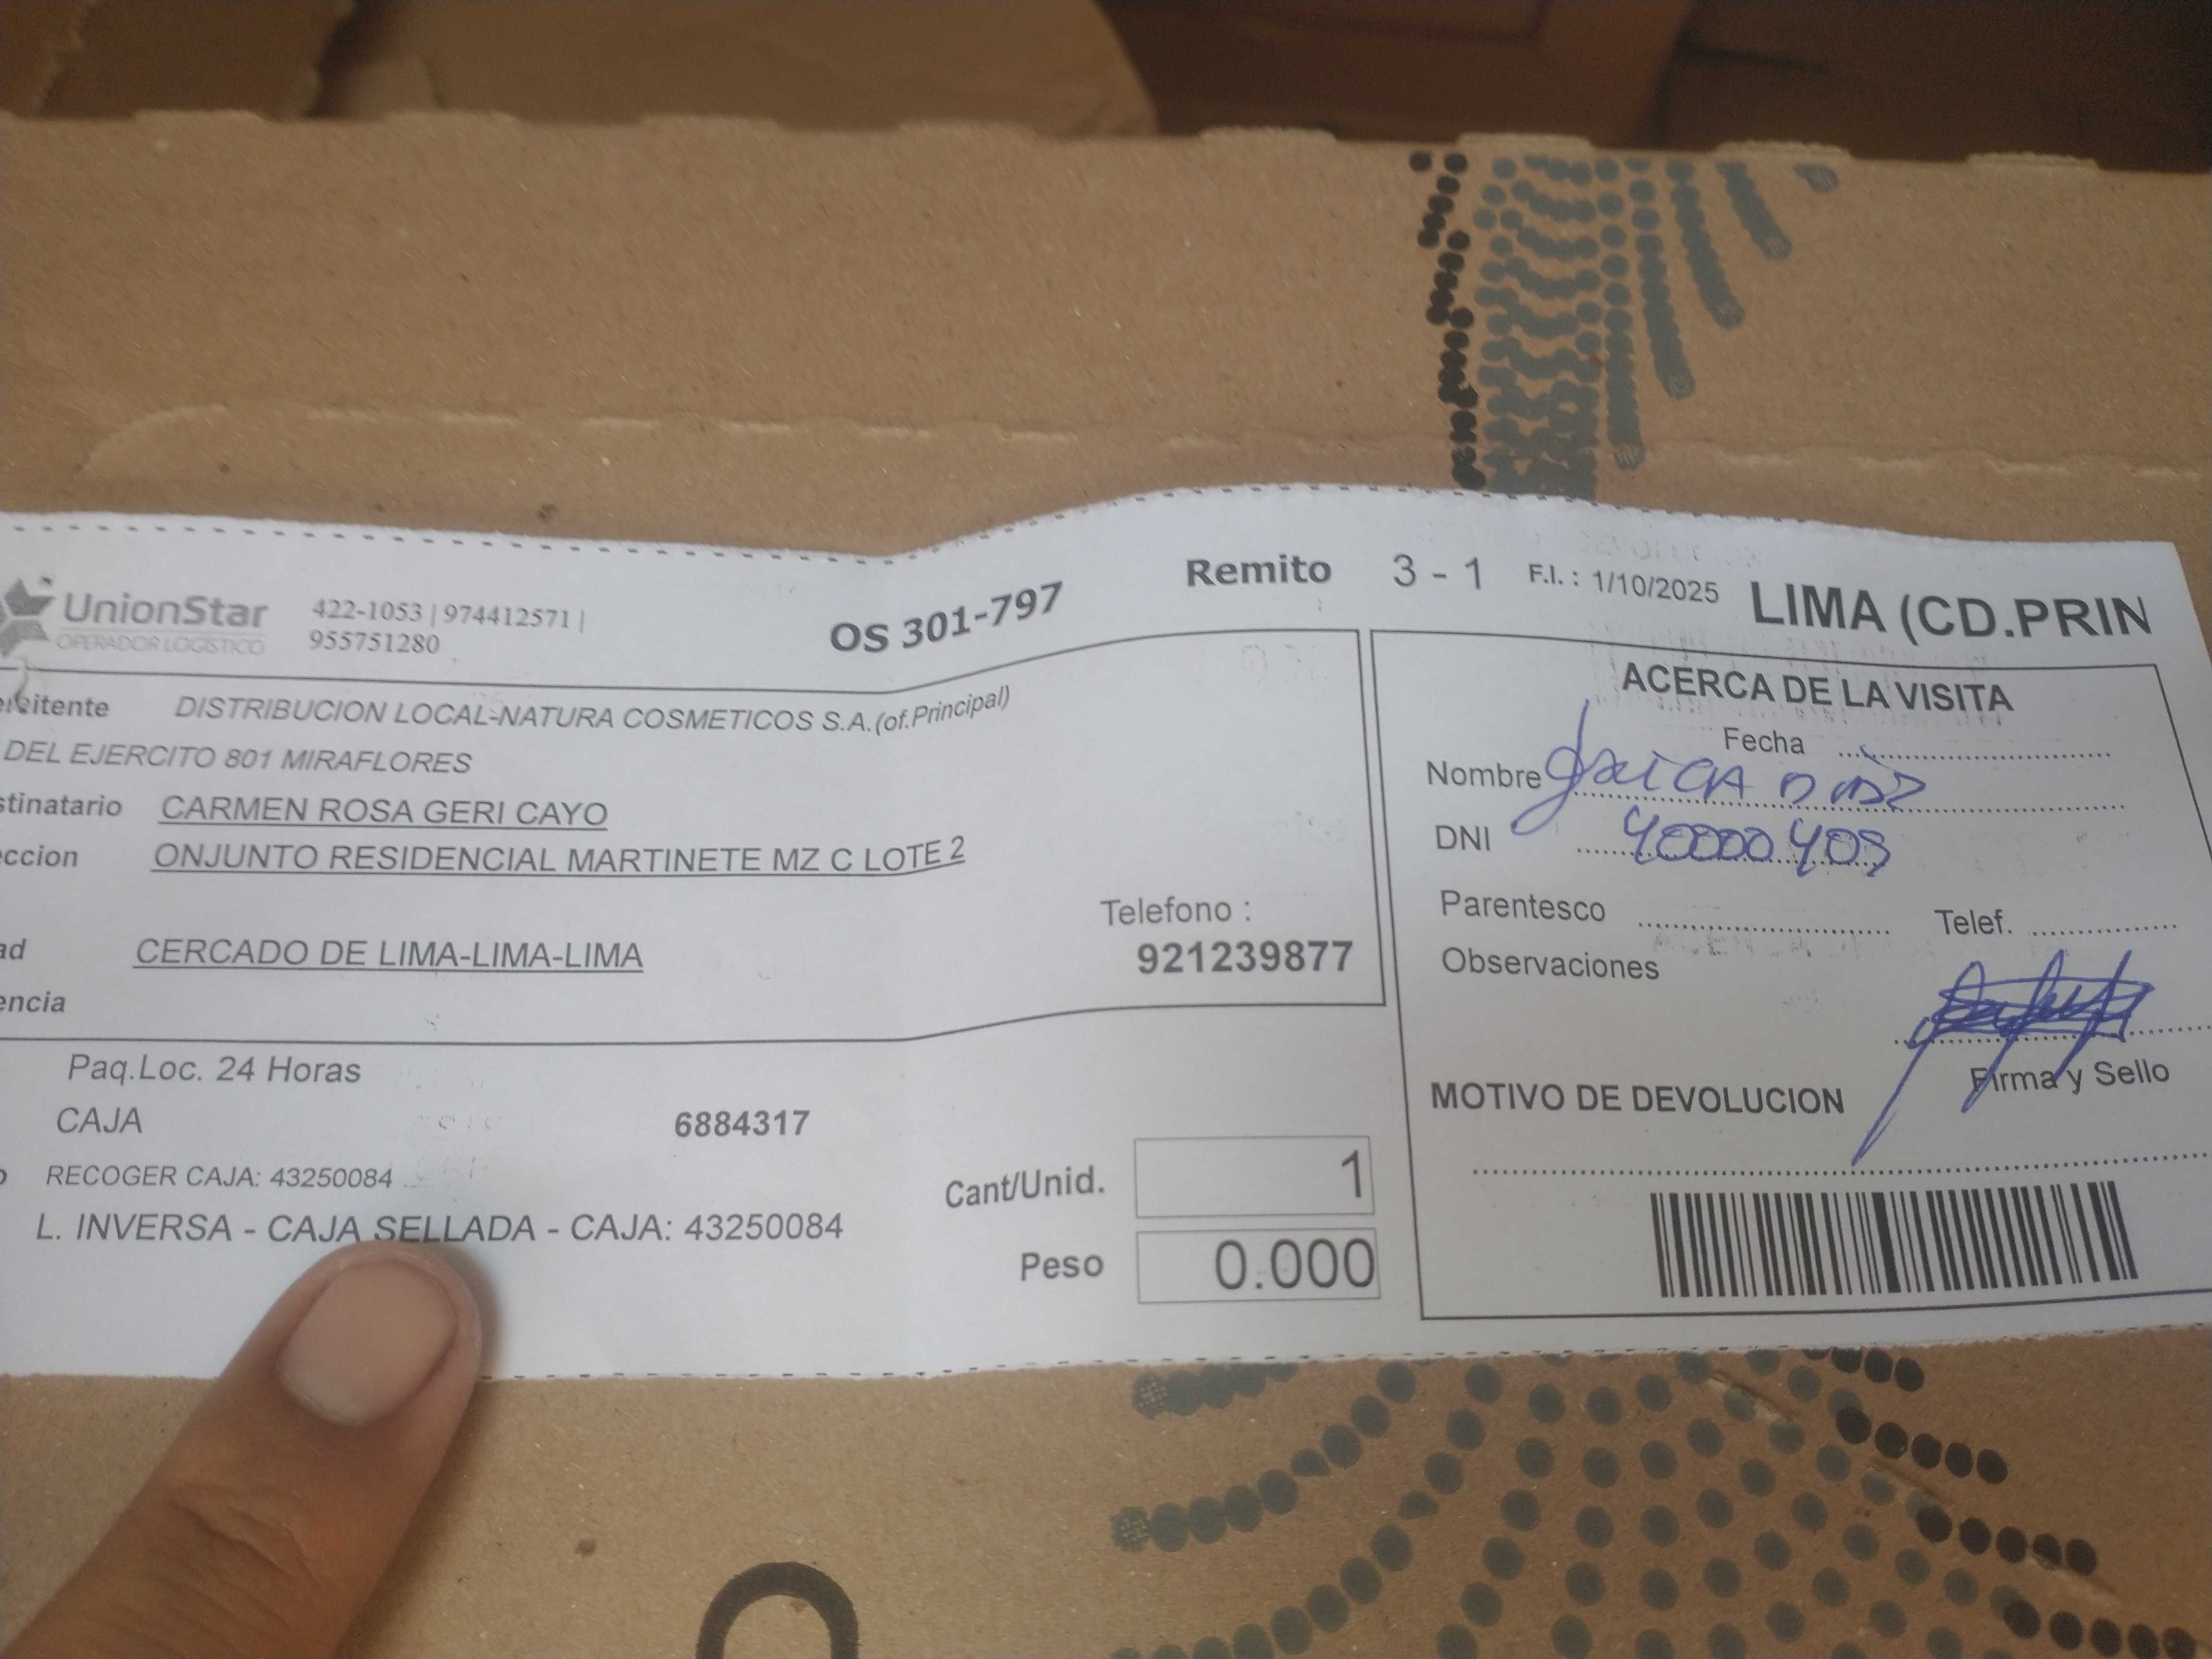 UnionStar
OPERADOR LOGISTICO
422-1053 | 974412571 |
955751280
OS 301-797
Remito 3 - 1 F.I. : 1/10/2025 LIMA (CD.PRIN
itente DISTRIBUCION LOCAL-NATURA COSMETICOS S.A.(of.Principal)
DEL EJERCITO 801 MIRAFLORES
stinatario CARMEN ROSA GERI CAYO
eccion ONJUNTO RESIDENCIAL MARTINETE MZ C LOTE 2
Telefono :
921239877
ad CERCADO DE LIMA-LIMA-LIMA
encia
Paq.Loc. 24 Horas
CAJA 6884317
RECOGER CAJA: 43250084
L. INVERSA - CAJA SELLADA - CAJA: 43250084
Cant/Unid. 1
Peso 0.000
ACERCA DE LA VISITA
Fecha
Nombre
DNI 40000409
Parentesco Telef.
Observaciones
Firma y Sello
MOTIVO DE DEVOLUCION